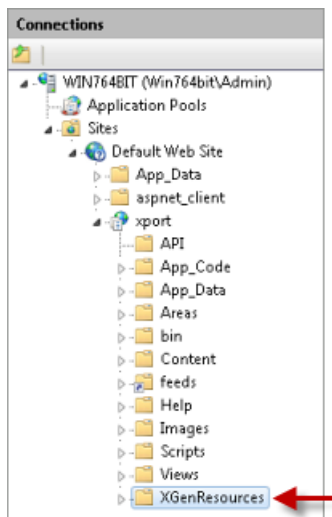 Connections
WIN764BIT (Win764bit\Admin)
Application Pools
Sites
Default Web Site
App_Data
aspnet_client
xport
API
App_Code
App_Data
Areas
bin
Content
feeds
Help
Images
Scripts
Views
XGenResources